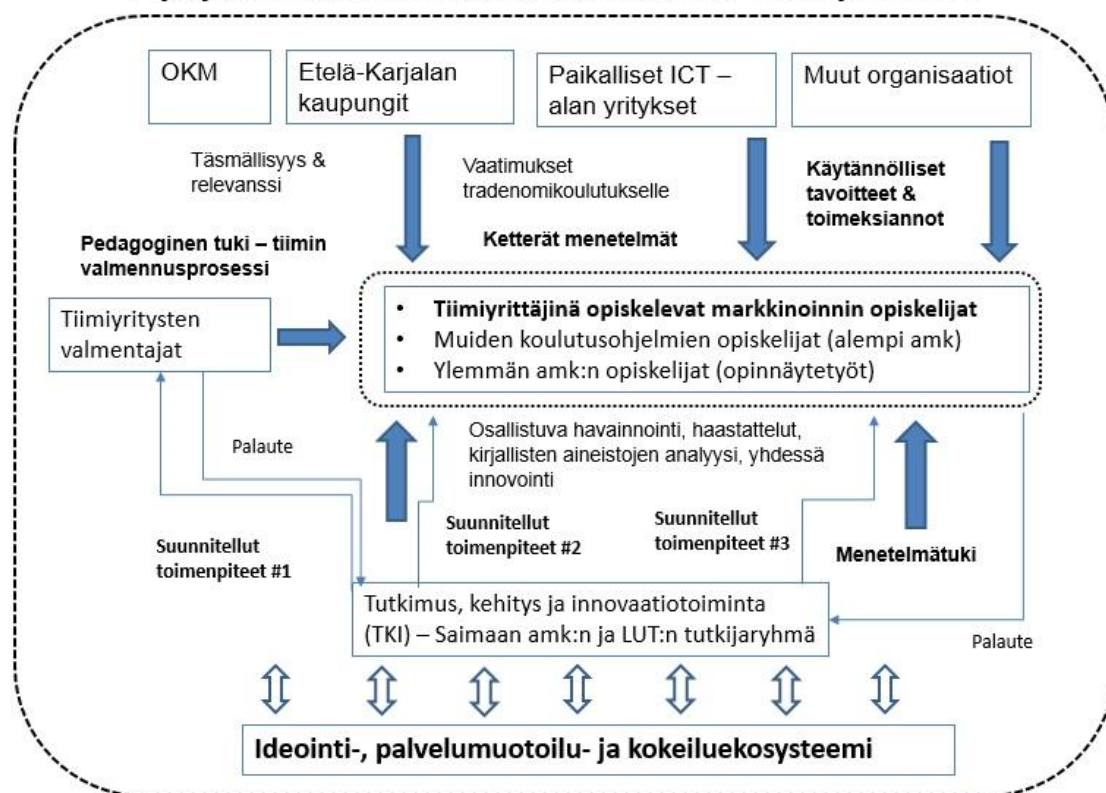 OKM
Etelä-Karjalan
kaupungit
Paikalliset ICT –
alan yritykset
Muut organisaatiot
Täsmällisyys &
relevanssi
Vaatimukset
tradenomikoulutukselle
Käytännölliset
tavoitteet &
toimeksiannot
Pedagoginen tuki – tiimin
valmennusprosessi
Ketterät menetelmät
Tiimiyritysten
valmentajat
• Tiimiyrittäjinä opiskelevat markkinoinnin opiskelijat
• Muiden koulutusohjelmien opiskelijat (alempi amk)
• Ylemmän amk:n opiskelijat (opinnäytetyöt)
Palaute
Osallistuva havainnointi, haastattelut,
kirjallisten aineistojen analyysi, yhdessä
innovointi
Suunnitellut
toimenpiteet #1
Suunnitellut
toimenpiteet #2
Suunnitellut
toimenpiteet #3
Menetelmätuki
Tutkimus, kehitys ja innovaatiotoiminta
(TKI) – Saimaan amk:n ja LUT:n tutkijaryhmä
Palaute
Ideointi-, palvelumuotoilu- ja kokeiluekosysteemi